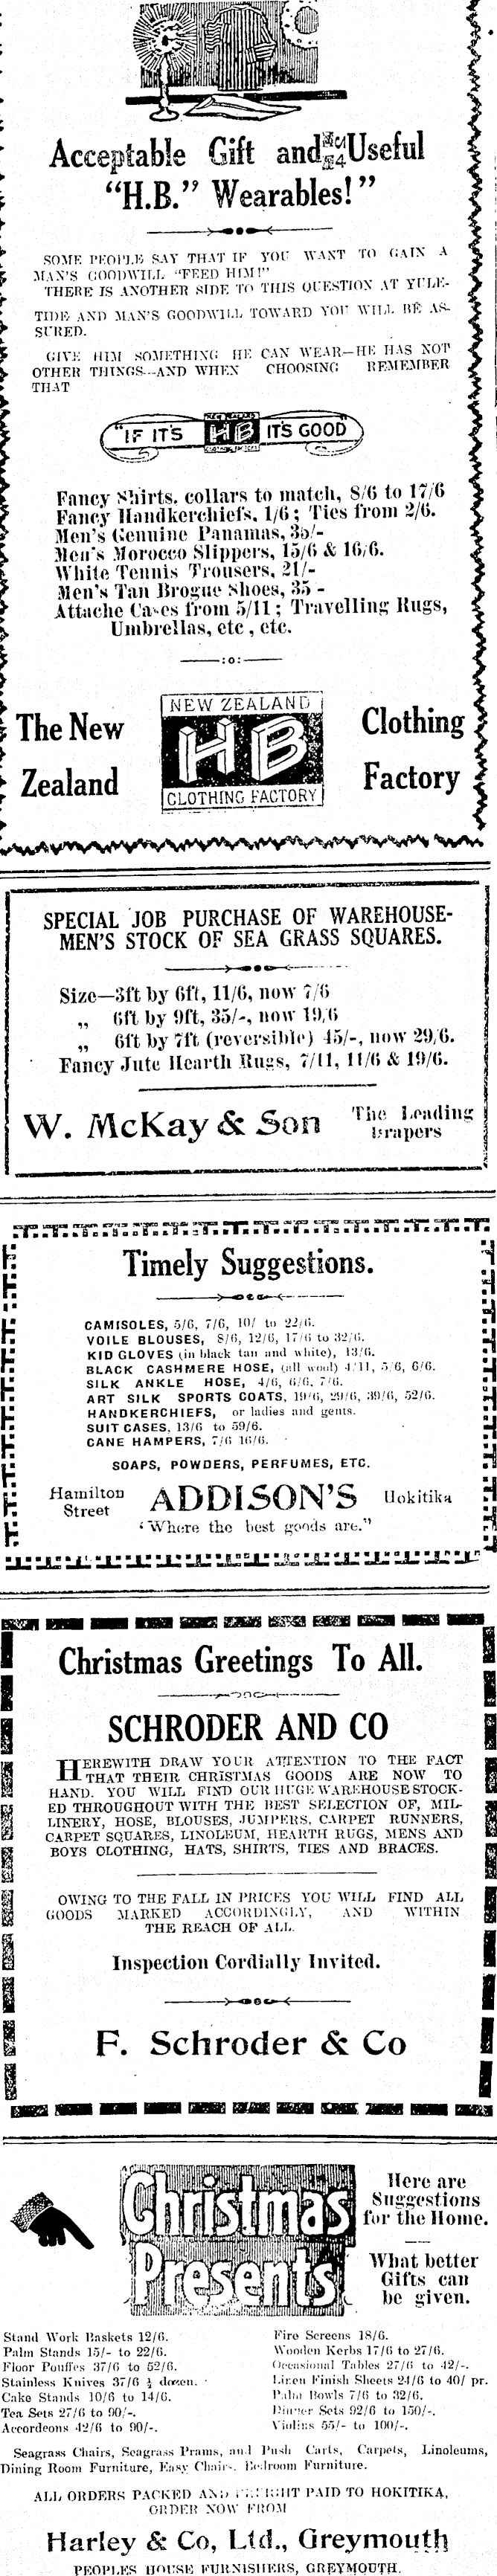 Acceptable Gift and Useful
"H.B." Wearables!"
SOME PEOPLE SAY THAT IF YOU WANT TO GAIN A
MAN'S GOODWILL "FEED HIM!"
THERE IS ANOTHER SIDE TO THIS QUESTION AT YULE-
TIDE AND MAN'S GOODWILL TOWARD YOU WILL BE AS-
SURED.
GIVE HIM SOMETHING HE CAN WEAR—HE HAS NOT
OTHER THINGS—AND WHEN CHOOSING REMEMBER
THAT
"IF IT'S HB IT'S GOOD"
Fancy Shirts, collars to match, 8/6 to 17/6
Fancy Handkerchiefs, 1/6; Ties from 2/6.
Men's Genuine Panamas, 35/-
Men's Morocco Slippers, 15/6 & 16/6.
White Tennis Trousers, 21/-
Men's Tan Brogue Shoes, 35 -
Attache Cases from 5/11; Travelling Rugs,
Umbrellas, etc , etc.
:o:
The New Zealand
NEW ZEALAND
HB
CLOTHING FACTORY
Clothing Factory
SPECIAL JOB PURCHASE OF WAREHOUSE-
MEN'S STOCK OF SEA GRASS SQUARES.
Size—3ft by 6ft, 11/6, now 7/6
„ 6ft by 9ft, 35/-, now 19/6
„ 6ft by 7ft (reversible) 45/-, now 29/6.
Fancy Jute Hearth Rugs, 7/11, 11/6 & 19/6.
W. McKay & Son The Leading
Drapers
Timely Suggestions.
CAMISOLES, 5/6, 7/6, 10/ to 22/6.
VOILE BLOUSES, 8/6, 12/6, 17/6 to 32/6.
KID GLOVES (in black tan and white), 13/6.
BLACK CASHMERE HOSE, (all wool) 4/11, 5/6, 6/6.
SILK ANKLE HOSE, 4/6, 6/6, 7/6.
ART SILK SPORTS COATS, 19/6, 29/6, 39/6, 52/6.
HANDKERCHIEFS, or ladies and gents.
SUIT CASES, 13/6 to 59/6.
CANE HAMPERS, 7/6 16/6.
SOAPS, POWDERS, PERFUMES, ETC.
Hamilton
Street
ADDISON'S
Hokitika
"Where the best goods are."
Christmas Greetings To All.
SCHRODER AND CO
HEREWITH DRAW YOUR ATTENTION TO THE FACT
THAT THEIR CHRISTMAS GOODS ARE NOW TO
HAND. YOU WILL FIND OUR HUGE WAREHOUSE STOCK-
ED THROUGHOUT WITH THE BEST SELECTION OF, MIL-
LINERY, HOSE, BLOUSES, JUMPERS, CARPET RUNNERS,
CARPET SQUARES, LINOLEUM, HEARTH RUGS, MENS AND
BOYS CLOTHING, HATS, SHIRTS, TIES AND BRACES.
OWING TO THE FALL IN PRICES YOU WILL FIND ALL
GOODS MARKED ACCORDINGLY, AND WITHIN
THE REACH OF ALL.
Inspection Cordially Invited.
F. Schroder & Co
Christmas
Presents
Here are
Suggestions
for the Home.
What better
Gifts can
be given.
Stand Work Baskets 12/6.
Palm Stands 15/- to 22/6.
Floor Pouffes 37/6 to 52/6.
Stainless Knives 37/6 ½ dozen.
Cake Stands 10/6 to 14/6.
Tea Sets 27/6 to 90/-.
Accordeons 42/6 to 90/-.
Fire Screens 18/6.
Wooden Kerbs 17/6 to 27/6.
Occasional Tables 27/6 to 42/-.
Linen Finish Sheets 24/6 to 40/ pr.
Palm Bowls 7/6 to 32/6.
Dinner Sets 92/6 to 150/-.
Violins 55/- to 100/-.
Seagrass Chairs, Seagrass Prams, and Push Carts, Carpets, Linoleums,
Dining Room Furniture, Easy Chairs, Bedroom Furniture.
ALL ORDERS PACKED AND FREIGHT PAID TO HOKITIKA,
ORDER NOW FROM
Harley & Co, Ltd., Greymouth
PEOPLES HOUSE FURNISHERS, GREYMOUTH.